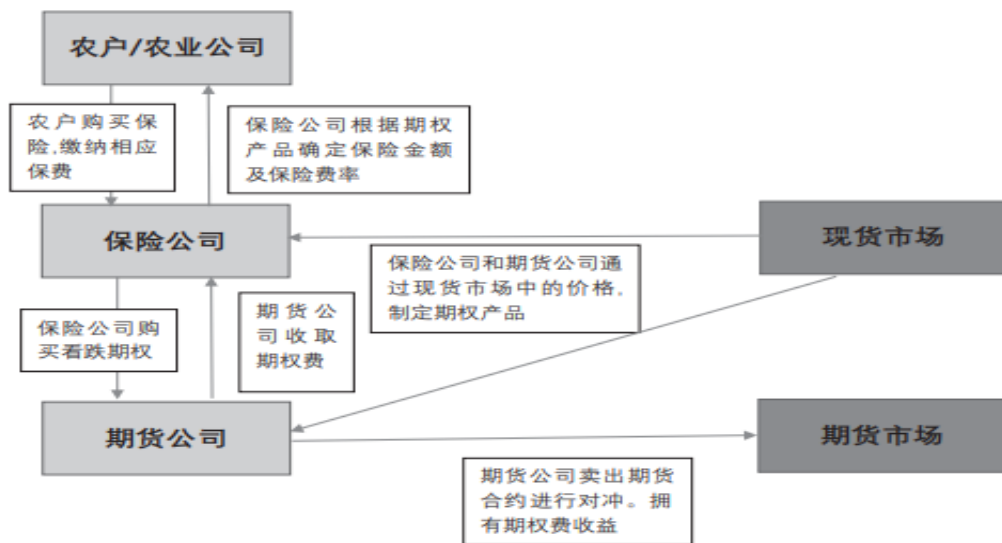 农户/农业公司
农户购买保
险,缴纳相应
保费
保险公司根据期权
产品确定保险金额
及保险费率
保险公司
现货市场
保险公司和期货公司通
过现货市场中的价格,
制定期权产品
保险公司购
买看跌期权
期货公
司收取
期权费
期货公司
期货市场
期货公司卖出期货
合约进行对冲。拥
有期权费收益